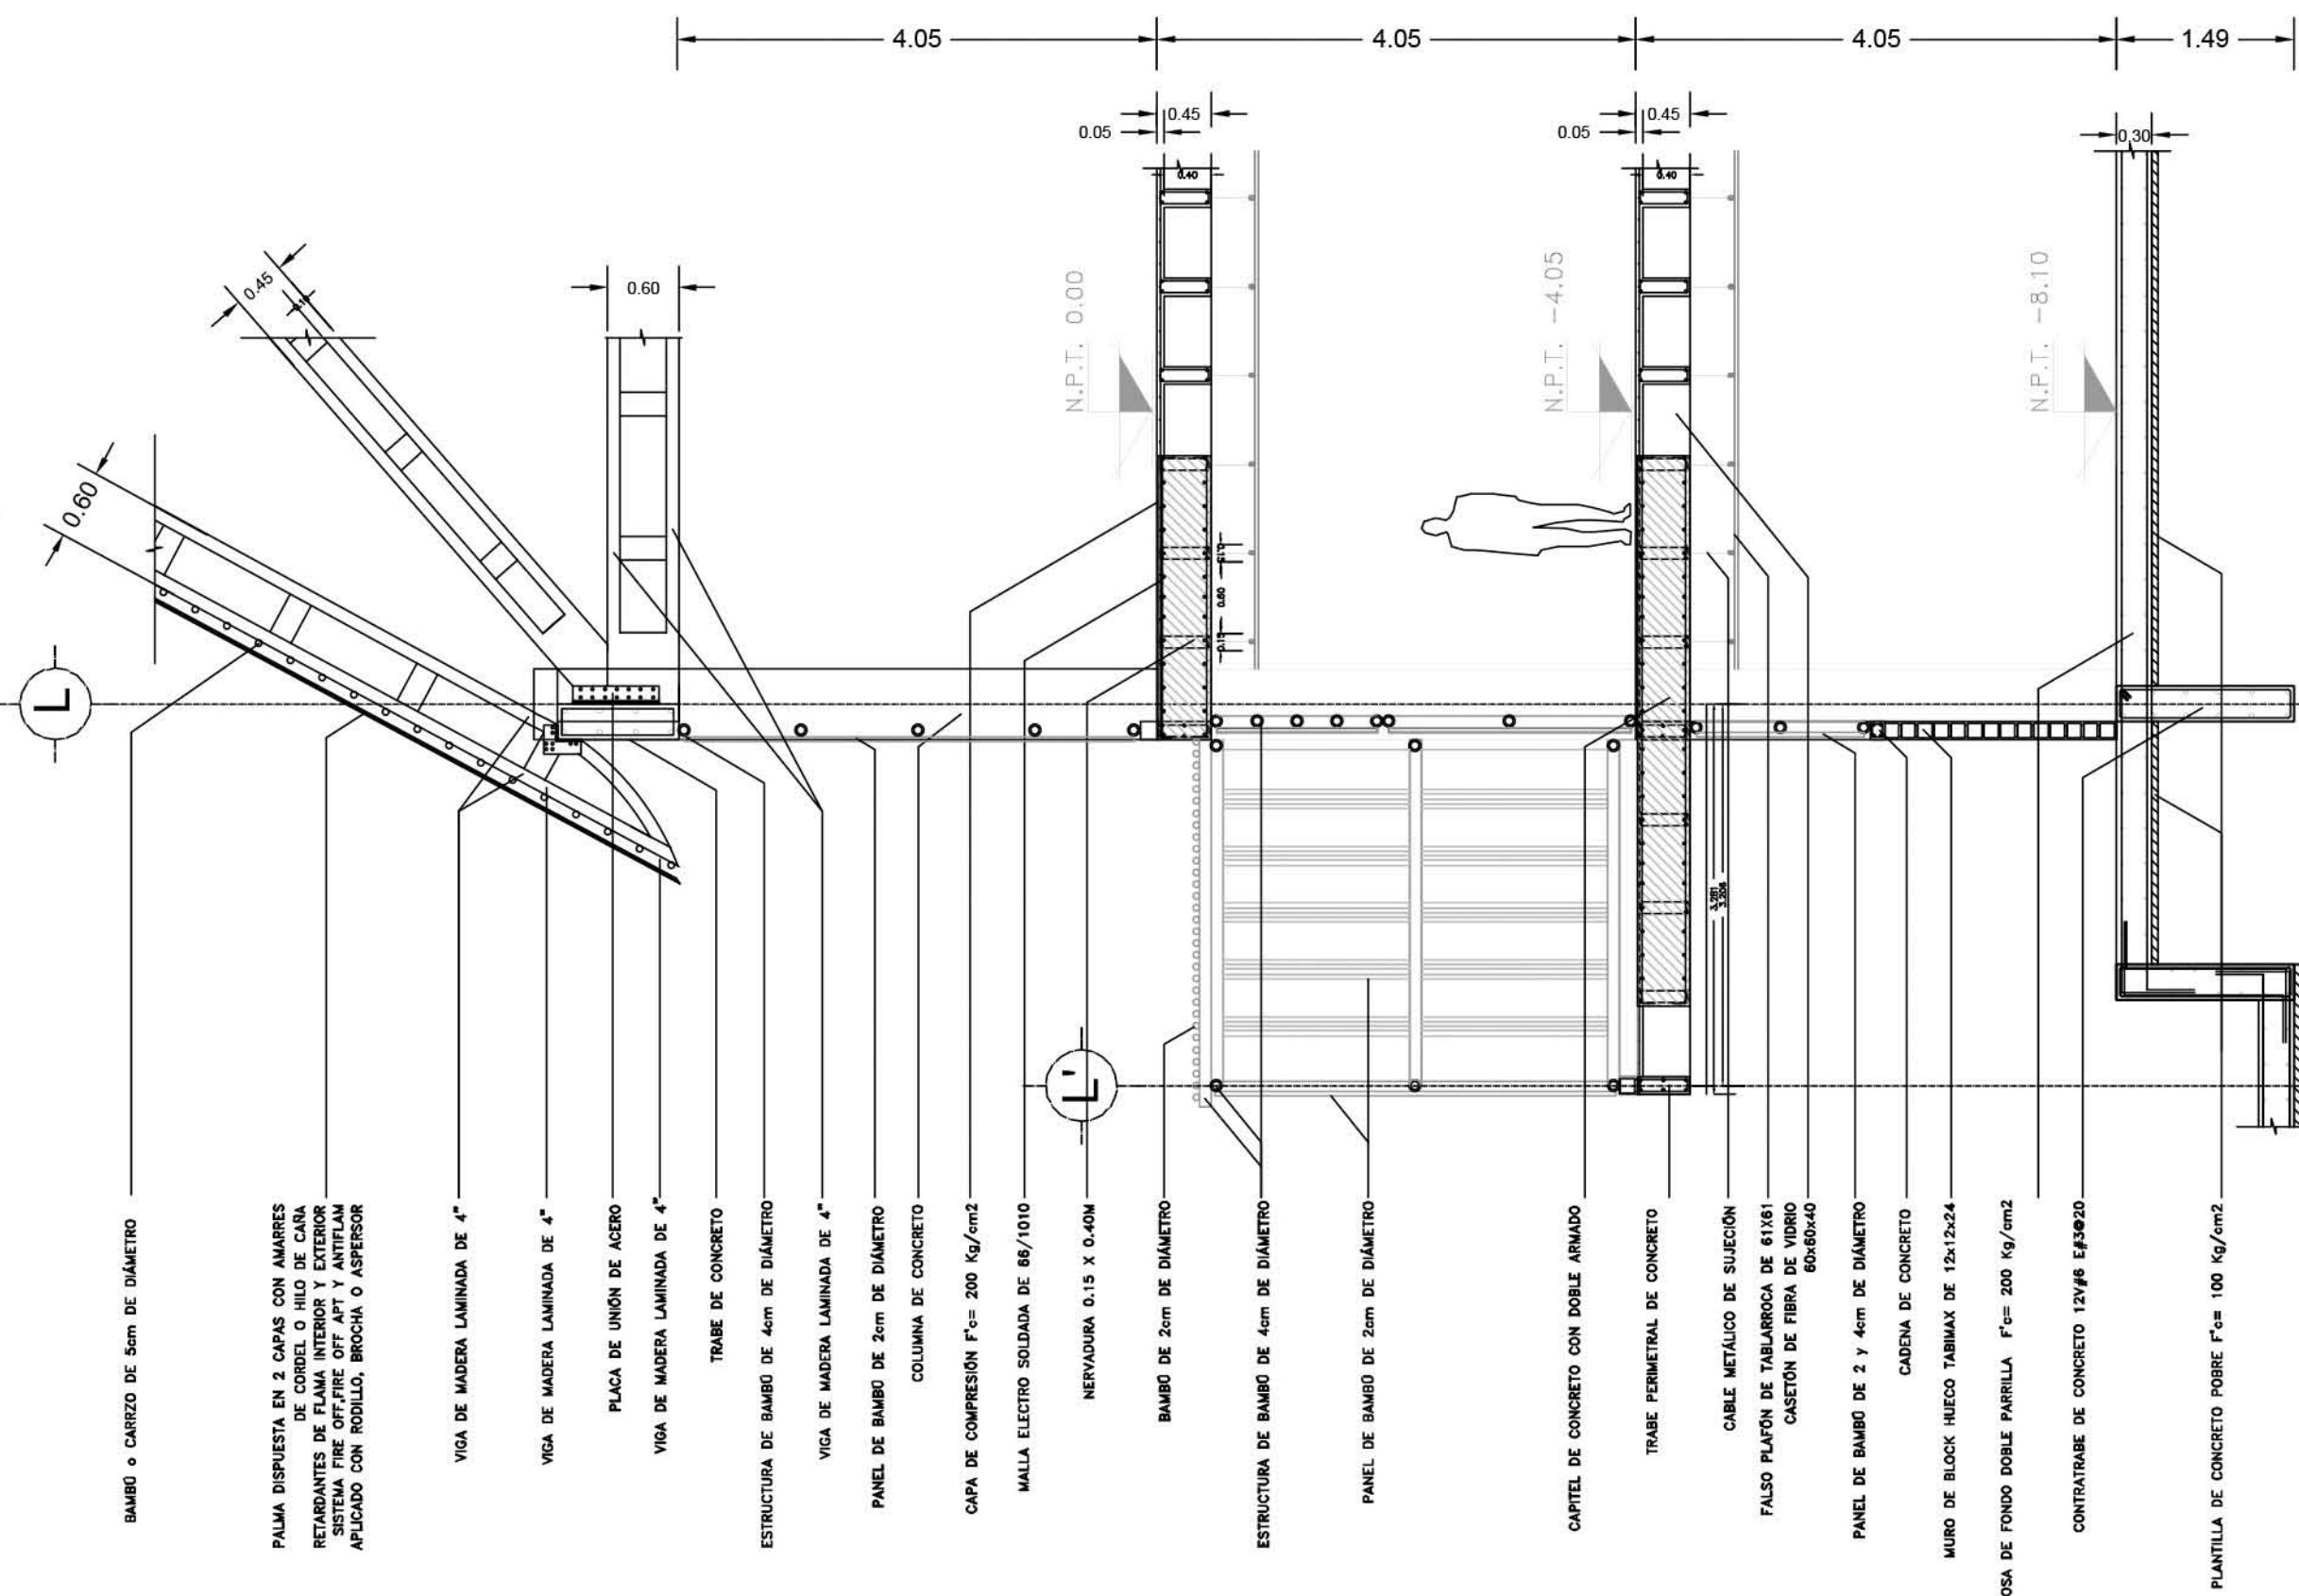 4.05
4.05
4.05
1.49
0.45
0.05
0.40
0.45
0.05
0.40
0.30
0.45
0.60
0.60
N.P.T. 0.00
N.P.T. -4.05
N.P.T. -8.10
0.15
0.60
0.15
3.281
3.206
L
L'
BAMBÚ o CARRZO DE 5cm DE DIÁMETRO
PALMA DISPUESTA EN 2 CAPAS CON AMARRES
DE CORDEL O HILO DE CAÑA
RETARDANTES DE FLAMA INTERIOR Y EXTERIOR
SISTEMA FIRE OFF,FIRE OFF APT Y ANTIFLAM
APLICADO CON RODILLO, BROCHA O ASPERSOR
VIGA DE MADERA LAMINADA DE 4"
VIGA DE MADERA LAMINADA DE 4"
PLACA DE UNIÓN DE ACERO
VIGA DE MADERA LAMINADA DE 4"
TRABE DE CONCRETO
ESTRUCTURA DE BAMBÚ DE 4cm DE DIÁMETRO
VIGA DE MADERA LAMINADA DE 4"
PANEL DE BAMBÚ DE 2cm DE DIÁMETRO
COLUMNA DE CONCRETO
CAPA DE COMPRESIÓN F'c= 200 Kg/cm2
MALLA ELECTRO SOLDADA DE 66/1010
NERVADURA 0.15 X 0.40M
BAMBÚ DE 2cm DE DIÁMETRO
ESTRUCTURA DE BAMBÚ DE 4cm DE DIÁMETRO
PANEL DE BAMBÚ DE 2cm DE DIÁMETRO
CAPITEL DE CONCRETO CON DOBLE ARMADO
TRABE PERIMETRAL DE CONCRETO
CABLE METÁLICO DE SUJECIÓN
FALSO PLAFÓN DE TABLARROCA DE 61X61
CASETÓN DE FIBRA DE VIDRIO
60x60x40
PANEL DE BAMBÚ DE 2 y 4cm DE DIÁMETRO
CADENA DE CONCRETO
MURO DE BLOCK HUECO TABIMAX DE 12x12x24
OSA DE FONDO DOBLE PARRILLA F'c= 200 Kg/cm2
CONTRATRABE DE CONCRETO 12V#6 E#3@20
PLANTILLA DE CONCRETO POBRE F'c= 100 Kg/cm2